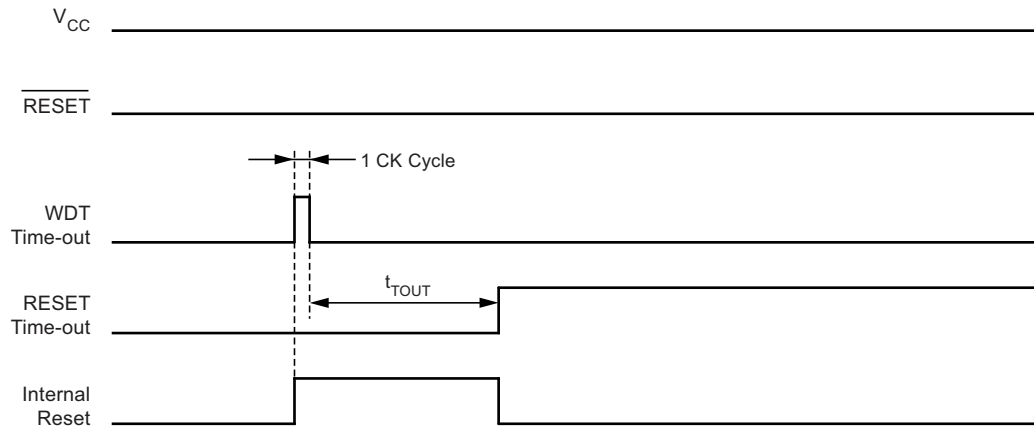 VCC
RESET
1 CK Cycle
WDT
Time-out
tTOUT
RESET
Time-out
Internal
Reset